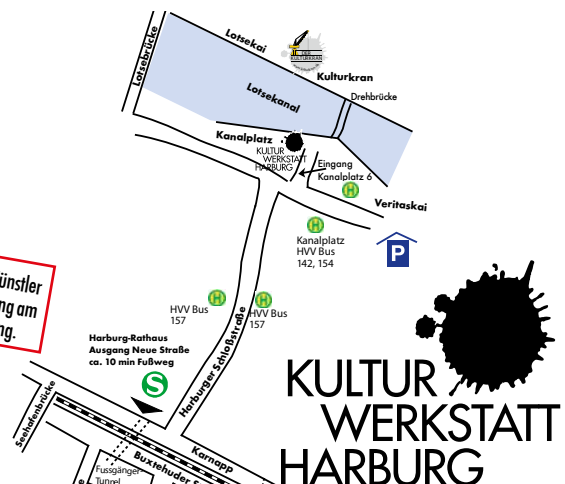 Lotsebrücke
Lotsekai
DER
KULTURKRAN
Kulturkran
Lotsekanal
Drehbrücke
Kanalplatz
KULTUR
WERKSTATT
HARBURG
Eingang
Kanalplatz 6
H
Veritaskai
H
Kanalplatz
HVV Bus
142, 154
P
ünstler
ng am
ng.
H
HVV Bus
157
H
HVV Bus
157
Harburger Schloßstraße
Harburg-Rathaus
Ausgang Neue Straße
ca. 10 min Fußweg
S
Seehafenbrücke
Karnapp
Buxtehuder S
Fussgänger-
Tunnel
KULTUR
WERKSTATT
HARBURG